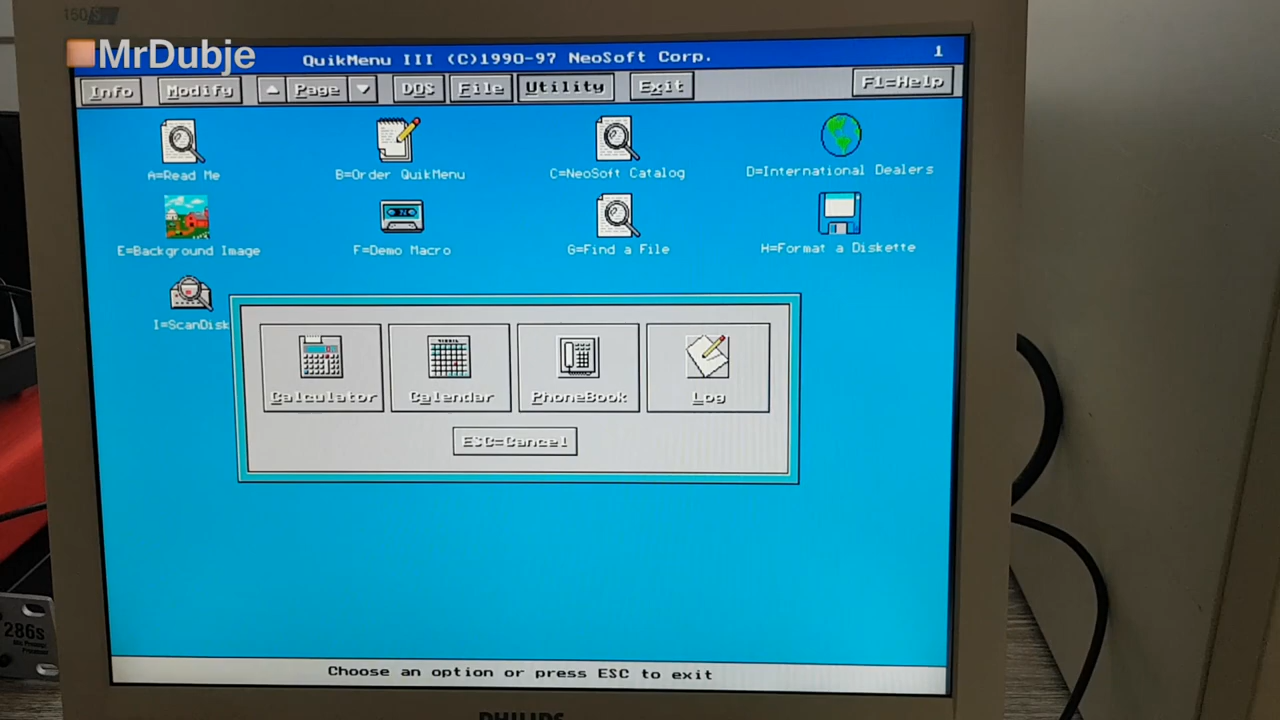 150S
MrDubje
QuikMenu III (C)1990-97 NeoSoft Corp.
1
Info Modify Page DOS File Utility Exit F1=Help
A=Read Me B=Order QuikMenu C=NeoSoft Catalog D=International Dealers
E=Background Image F=Demo Macro G=Find a File H=Format a Diskette
I=ScanDisk
Calculator Calendar PhoneBook Log
ESC=Cancel
Choose an option or press ESC to exit
286s
PHILIPS